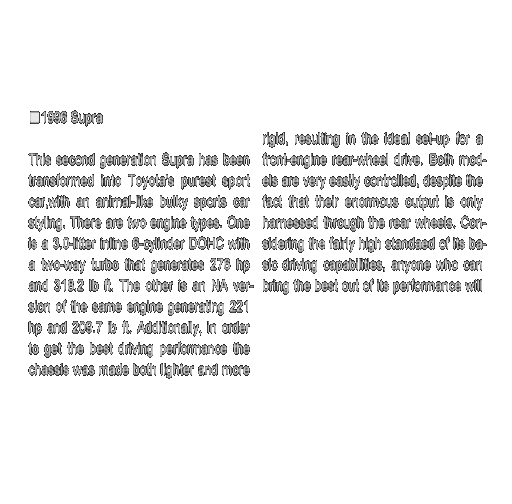 □1996 Supra
This second generation Supra has been
transformed into Toyota's purest sport
car,with an animal-like bulky sports car
styling. There are two engine types. One
is a 3.0-litter inline 6-cylinder DOHC with
a two-way turbo that generates 276 hp
and 318.2 lb ft. The other is an NA ver-
sion of the same engine generating 221
hp and 209.7 lb ft. Additionally, in order
to get the best driving performance the
chassis was made both lighter and more
rigid, resulting in the ideal set-up for a
front-engine rear-wheel drive. Both mod-
els are very easily controlled, despite the
fact that their enormous output is only
harnessed through the rear wheels. Con-
sidering the fairly high standaed of its ba-
sic driving capabilities, anyone who can
bring the best out of its performance will